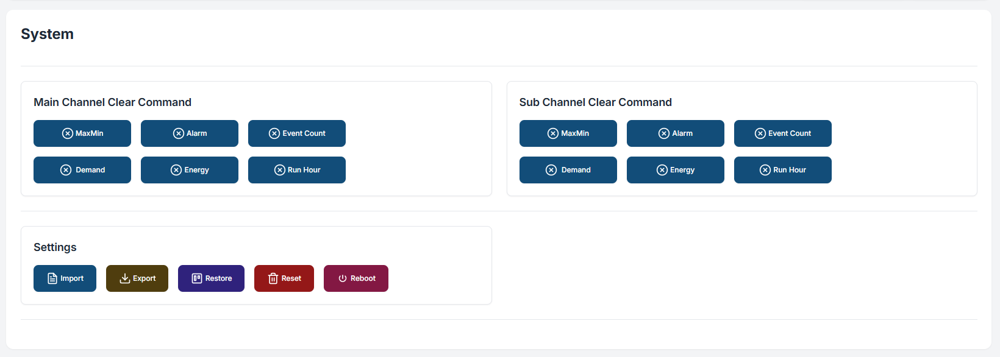 System
Main Channel Clear Command
MaxMin Alarm Event Count
Demand Energy Run Hour
Sub Channel Clear Command
MaxMin Alarm Event Count
Demand Energy Run Hour
Settings
Import Export Restore Reset Reboot